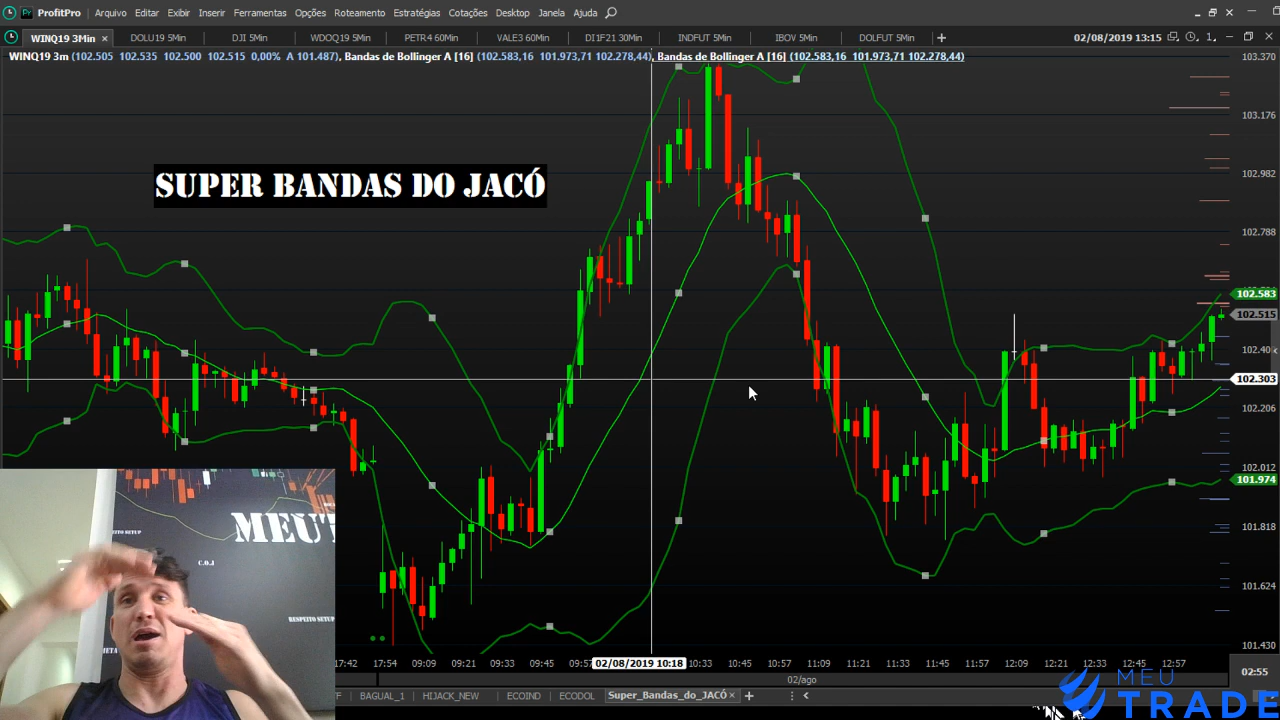 ProfitPro Arquivo Editar Exibir Inserir Ferramentas Opções Roteamento Estratégias Cotações Desktop Janela Ajuda
WINQ19 3Min × DOLU19 5Min DJI 5Min WDOQ19 5Min PETR4 60Min VALE3 60Min DI1F21 30Min INDFUT 5Min IBOV 5Min DOLFUT 5Min + 02/08/2019 13:15
WINQ19 3m (102.505 102.535 102.500 102.515 0,00% A 101.487), Bandas de Bollinger A [16] (102.583,16 101.973,71 102.278,44), Bandas de Bollinger A [16] (102.583,16 101.973,71 102.278,44)
103.370
103.176
SUPER BANDAS DO JACÓ
102.982
102.788
102.583
102.515
102.40
102.303
102.206
102.012
101.974
101.818
101.624
101.430
MEUT
C.O.I
RESPEITO SETUP
17:42 17:54 09:09 09:21 09:33 09:45 09:57 02/08/2019 10:18 10:33 10:45 10:57 11:09 11:21 11:33 11:45 11:57 12:09 12:21 12:33 12:45 12:57
02:55
02/ago
BAGUAL_1 HIJACK_NEW ECOIND ECODOL Super_Bandas_do_JACÓ × +
MEU
TRADE